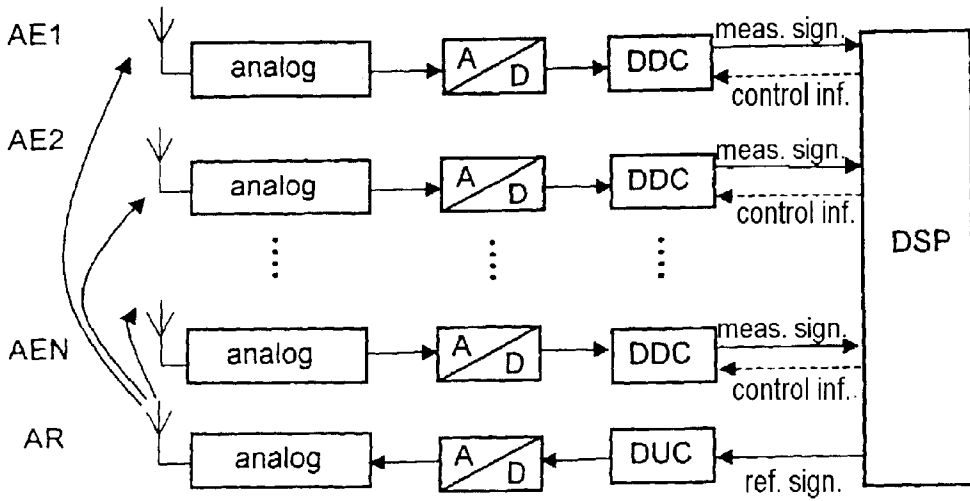 AE1
analog
A
D
DDC
meas. sign.
control inf.
AE2
analog
A
D
DDC
meas. sign.
control inf.
DSP
AEN
analog
A
D
DDC
meas. sign.
control inf.
AR
analog
A
D
DUC
ref. sign.